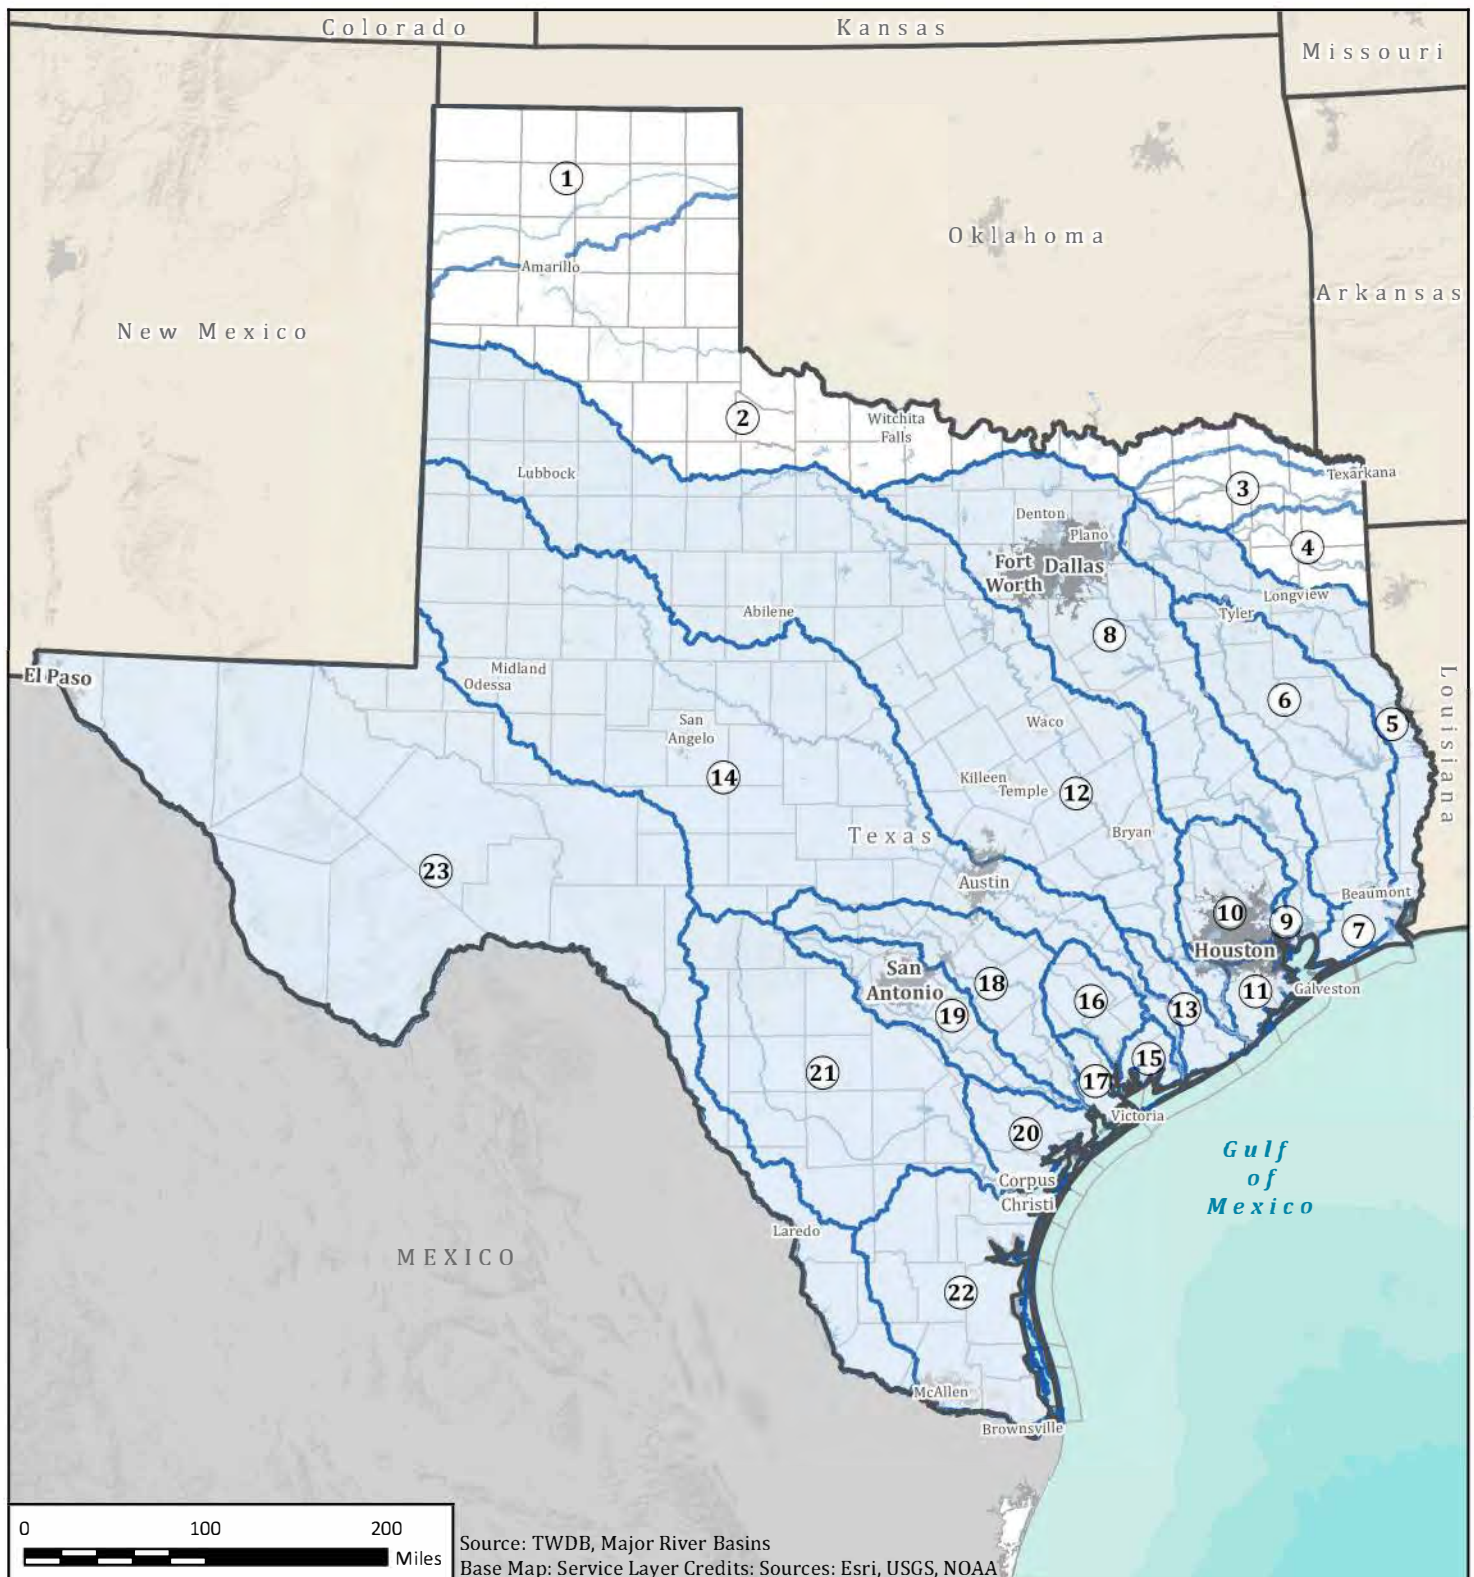 Colorado
Kansas
Missouri
1
Oklahoma
Amarillo
Arkansas
New Mexico
2
Witchita
Falls
Lubbock
Texarkana
3
Denton
Plano
4
Fort
Worth
Dallas
Longview
Abilene
Tyler
8
Midland
Odessa
El Paso
Louisiana
6
5
San
Angelo
Waco
14
Killeen
Temple
12
Texas
Bryan
23
Austin
Beaumont
10
9
7
Houston
San
Antonio
18
Galveston
11
16
13
19
15
21
17
Victoria
20
Gulf
of
Mexico
Corpus
Christi
Laredo
MEXICO
22
McAllen
Brownsville
0 100 200
Miles
Source: TWDB, Major River Basins
Base Map: Service Layer Credits: Sources: Esri, USGS, NOAA